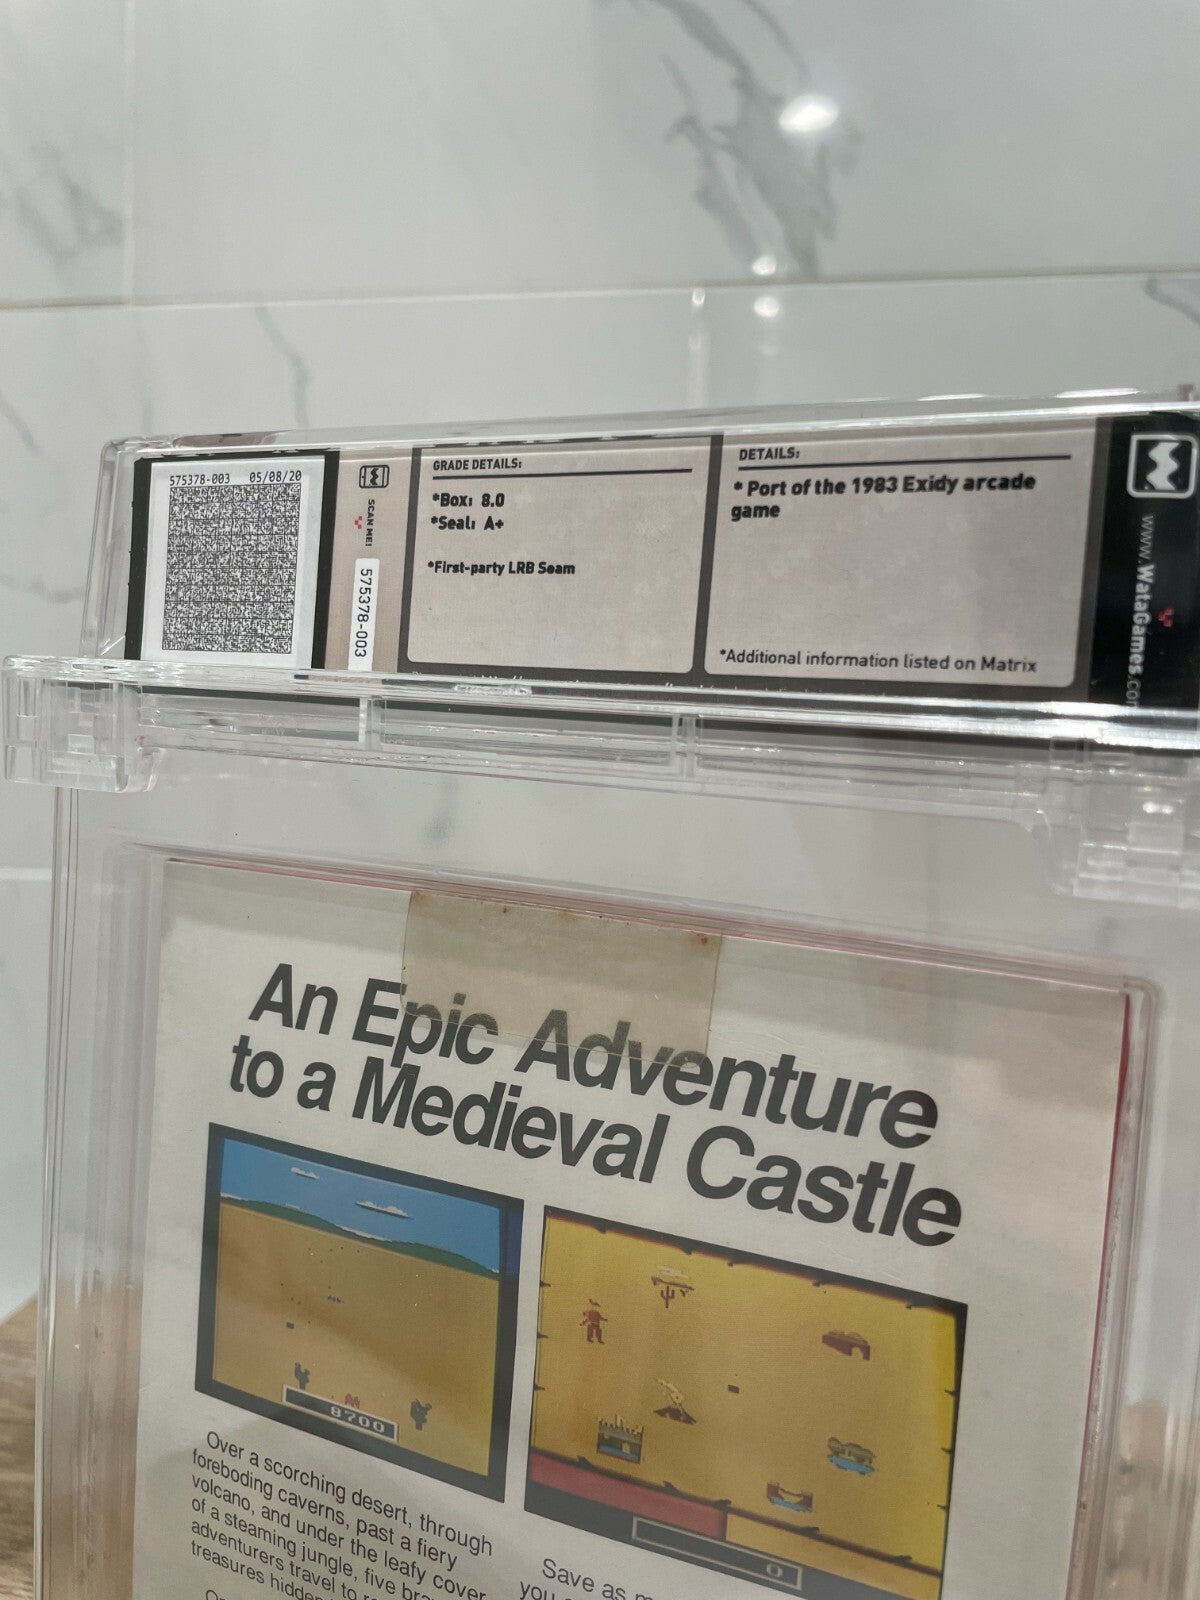 575378-003 05/08/20
SCAN ME!
575378-003
GRADE DETAILS:
*Box: 8.0
*Seal: A+
*First-party LRB Seam
DETAILS:
* Port of the 1983 Exidy arcade
game
*Additional information listed on Matrix
www.WataGames.co
An Epic Adventure
to a Medieval Castle
8700
0
Over a scorching desert, through
foreboding caverns, past a fiery
volcano, and under the leafy cover
of a steaming jungle, five
adventurers travel to
treasures
Save as
you